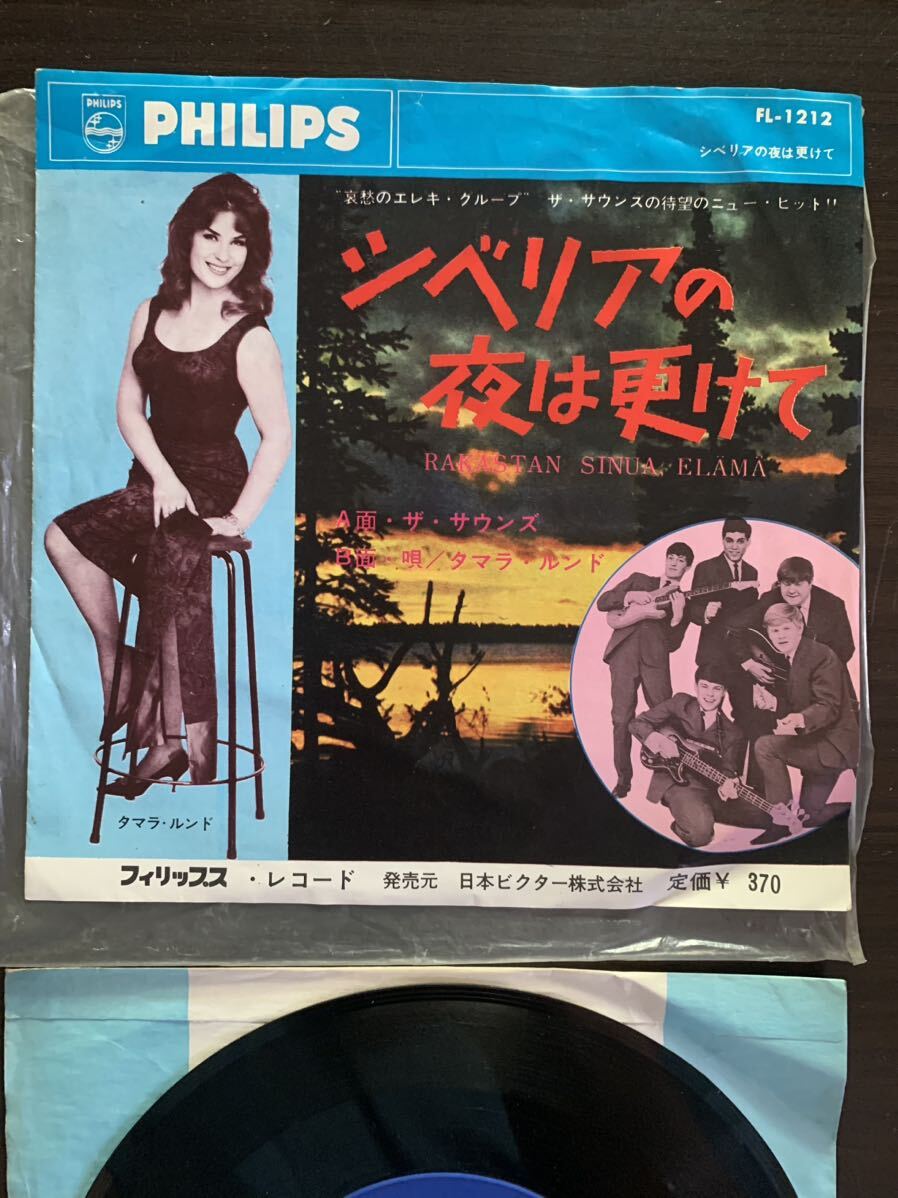 PHILIPS
PHILIPS
FL-1212
シベリアの夜は更けて
"哀愁のエレキ・グループ" ザ・サウンズの待望のニュー・ヒット!!
シベリアの
夜は更けて
RAKASTAN SINUA, ELÄMÄ
A面・ザ・サウンズ
B面・唄/タマラ・ルンド
タマラ・ルンド
フィリップス・レコード 発売元 日本ビクター株式会社 定価¥ 370